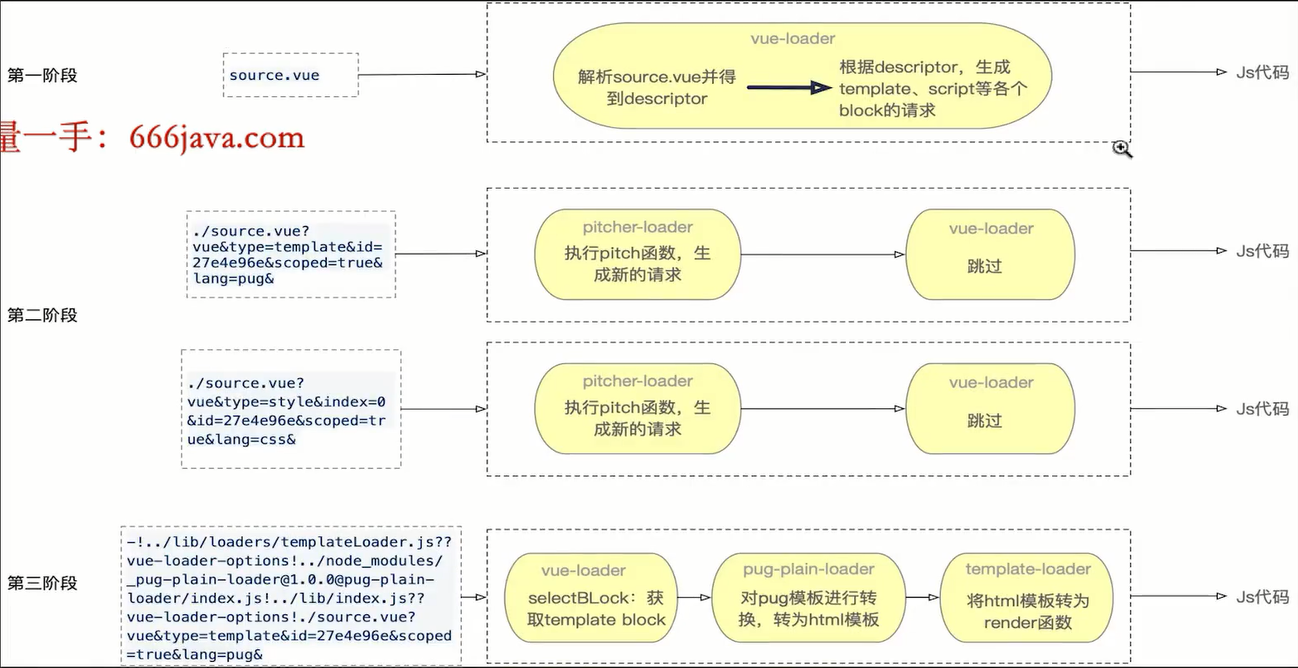 第一阶段
source.vue
vue-loader
解析source.vue并得
到descriptor
根据descriptor，生成
template、script等各个
block的请求
Js代码
量一手：666java.com
第二阶段
./source.vue?
vue&type=template&id=
27e4e96e&scoped=true&
lang=pug&
pitcher-loader
执行pitch函数，生
成新的请求
vue-loader
跳过
Js代码
./source.vue?
vue&type=style&index=0
&id=27e4e96e&scoped=tr
ue&lang=css&
pitcher-loader
执行pitch函数，生
成新的请求
vue-loader
跳过
Js代码
第三阶段
-!../lib/loaders/templateLoader.js??
vue-loader-options!../node_modules/
_pug-plain-loader@1.0.0@pug-plain-
loader/index.js!../lib/index.js??
vue-loader-options!./source.vue?
vue&type=template&id=27e4e96e&scoped
=true&lang=pug&
vue-loader
selectBLock：获
取template block
pug-plain-loader
对pug模板进行转
换，转为html模板
template-loader
将html模板转为
render函数
Js代码